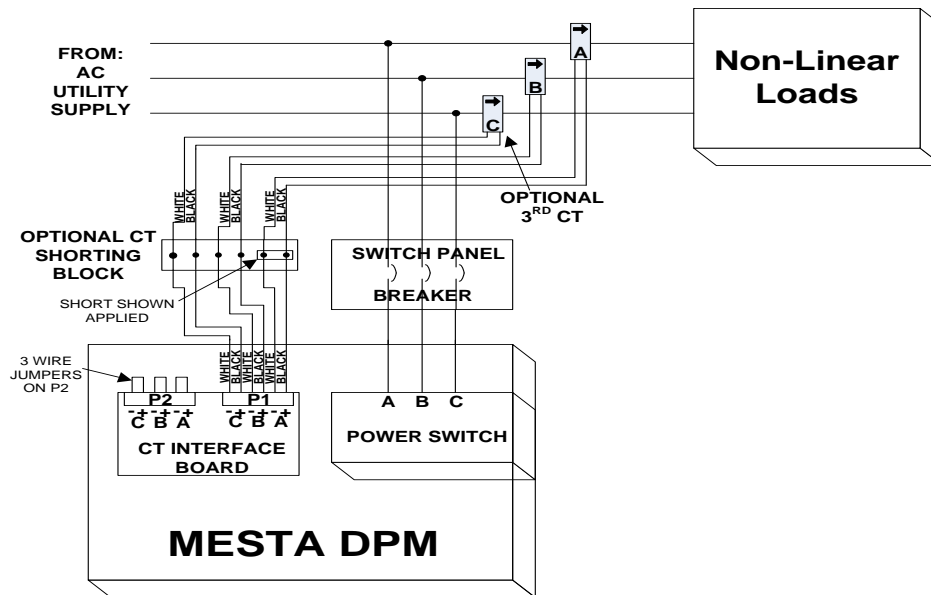 FROM:
AC
UTILITY
SUPPLY
A
B
C
Non-Linear
Loads
OPTIONAL
3RD CT
WHITE
BLACK
WHITE
BLACK
WHITE
BLACK
OPTIONAL CT
SHORTING
BLOCK
SHORT SHOWN
APPLIED
SWITCH PANEL
BREAKER
3 WIRE
JUMPERS
ON P2
WHITE
BLACK
WHITE
BLACK
WHITE
BLACK
P2
P1
-+ -+ -+
C B A
-+ -+ -+
C B A
CT INTERFACE
BOARD
A B C
POWER SWITCH
MESTA DPM